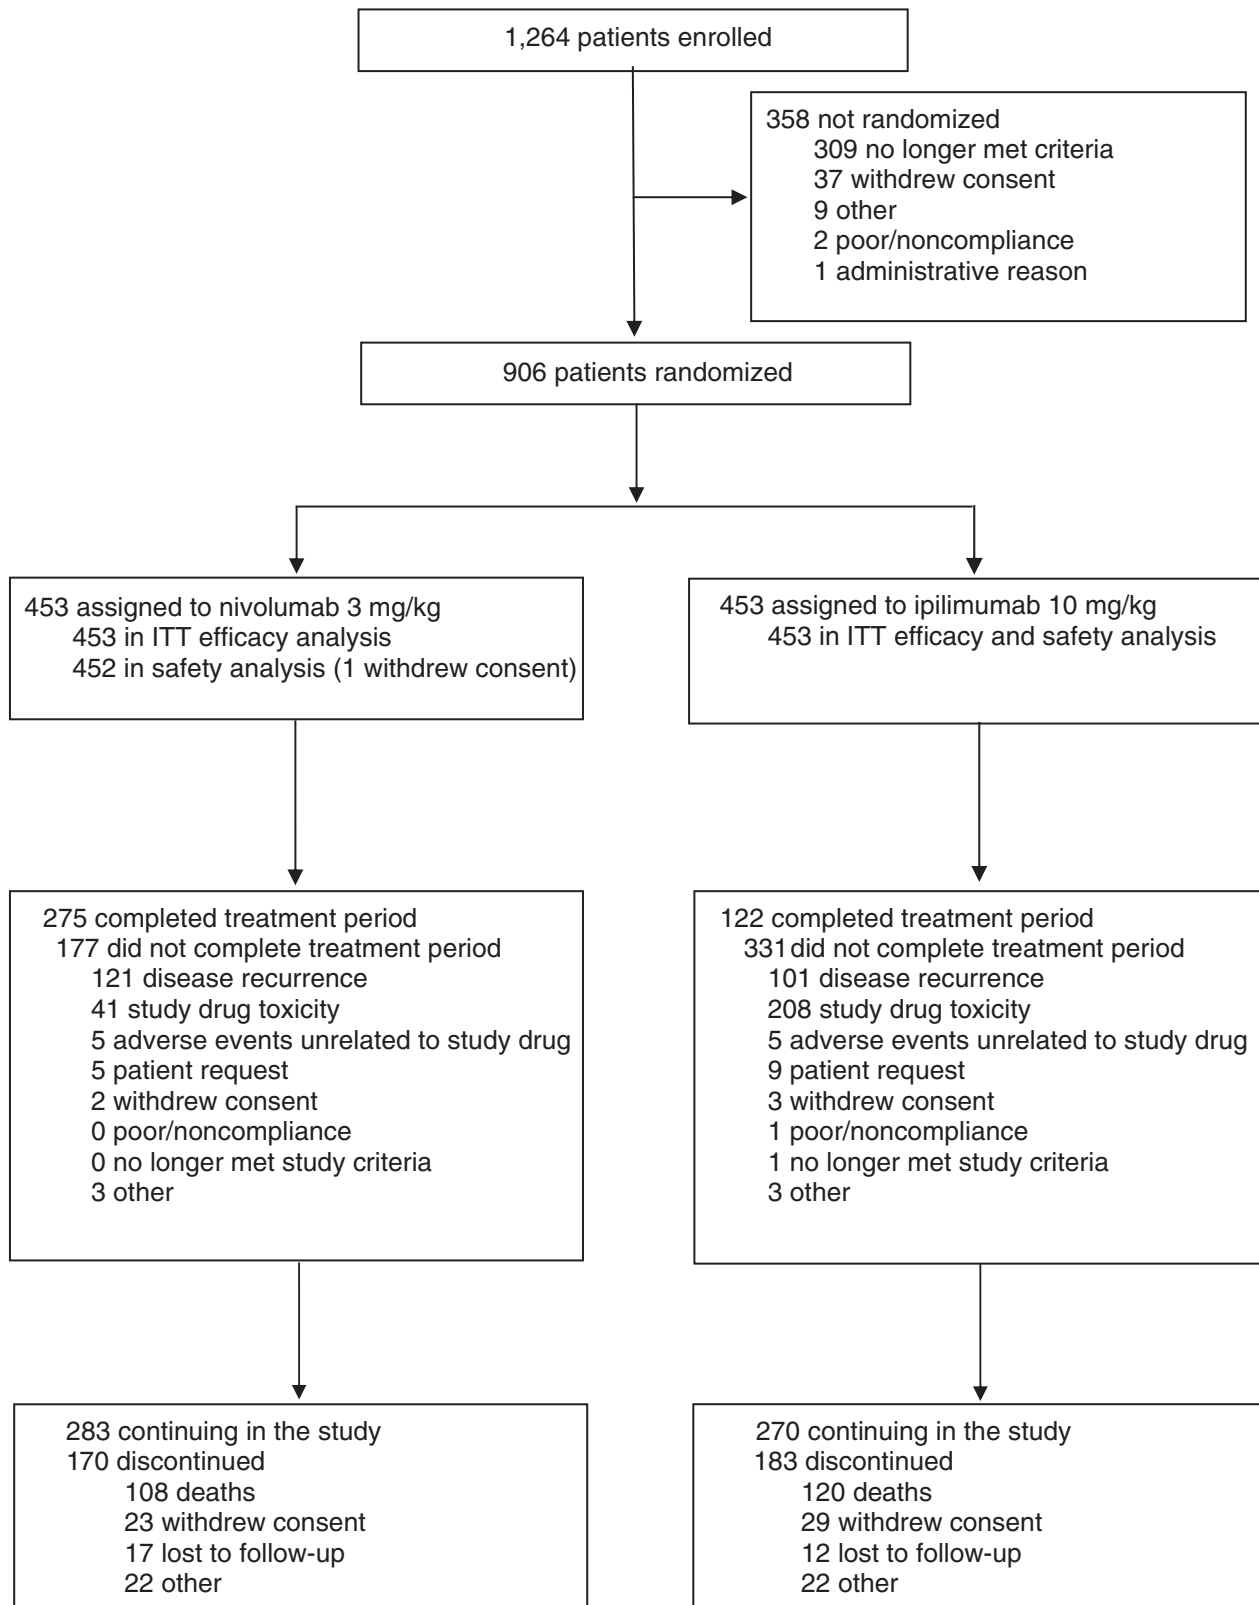 1,264 patients enrolled
358 not randomized
309 no longer met criteria
37 withdrew consent
9 other
2 poor/noncompliance
1 administrative reason
906 patients randomized
453 assigned to nivolumab 3 mg/kg
453 in ITT efficacy analysis
452 in safety analysis (1 withdrew consent)
453 assigned to ipilimumab 10 mg/kg
453 in ITT efficacy and safety analysis
275 completed treatment period
177 did not complete treatment period
121 disease recurrence
41 study drug toxicity
5 adverse events unrelated to study drug
5 patient request
2 withdrew consent
0 poor/noncompliance
0 no longer met study criteria
3 other
122 completed treatment period
331 did not complete treatment period
101 disease recurrence
208 study drug toxicity
5 adverse events unrelated to study drug
9 patient request
3 withdrew consent
1 poor/noncompliance
1 no longer met study criteria
3 other
283 continuing in the study
170 discontinued
108 deaths
23 withdrew consent
17 lost to follow-up
22 other
270 continuing in the study
183 discontinued
120 deaths
29 withdrew consent
12 lost to follow-up
22 other